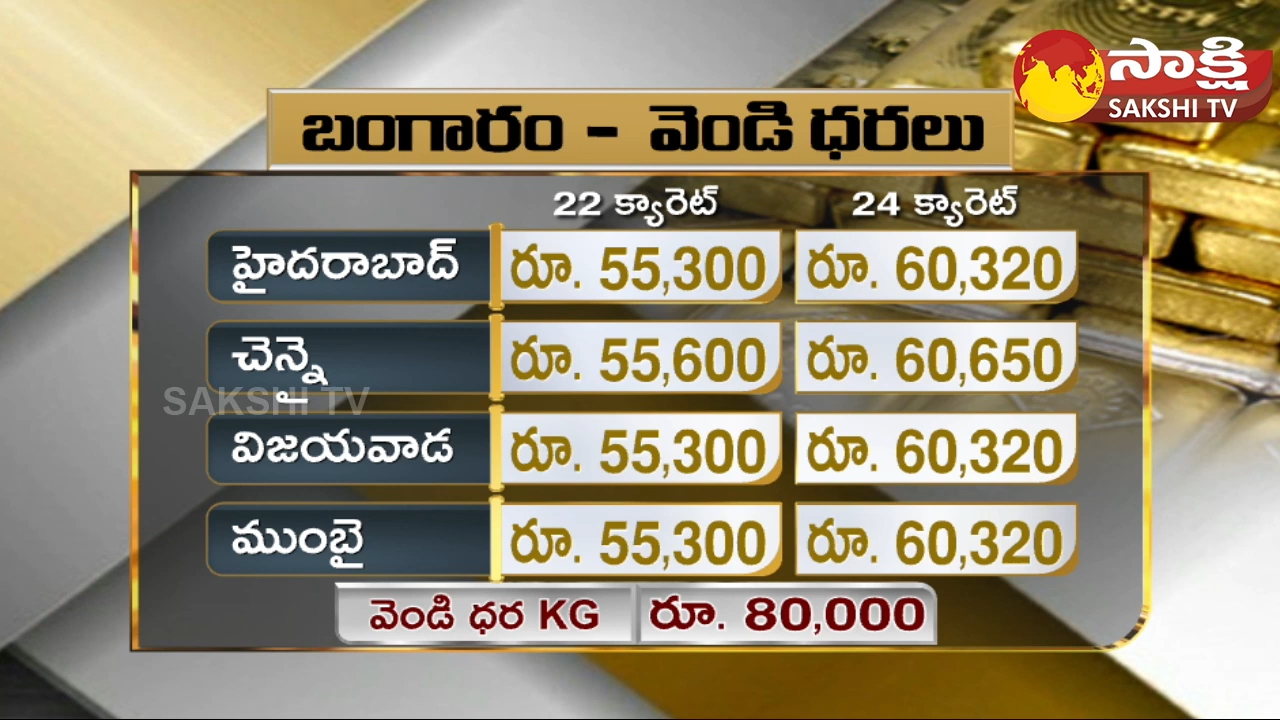 సాక్షి
SAKSHI TV
బంగారం - వెండి ధరలు
22 క్యారెట్ 24 క్యారెట్
హైదరాబాద్ రూ. 55,300 రూ. 60,320
చెన్నై రూ. 55,600 రూ. 60,650
SAKSHI TV
విజయవాడ రూ. 55,300 రూ. 60,320
ముంబై రూ. 55,300 రూ. 60,320
వెండి ధర KG రూ. 80,000